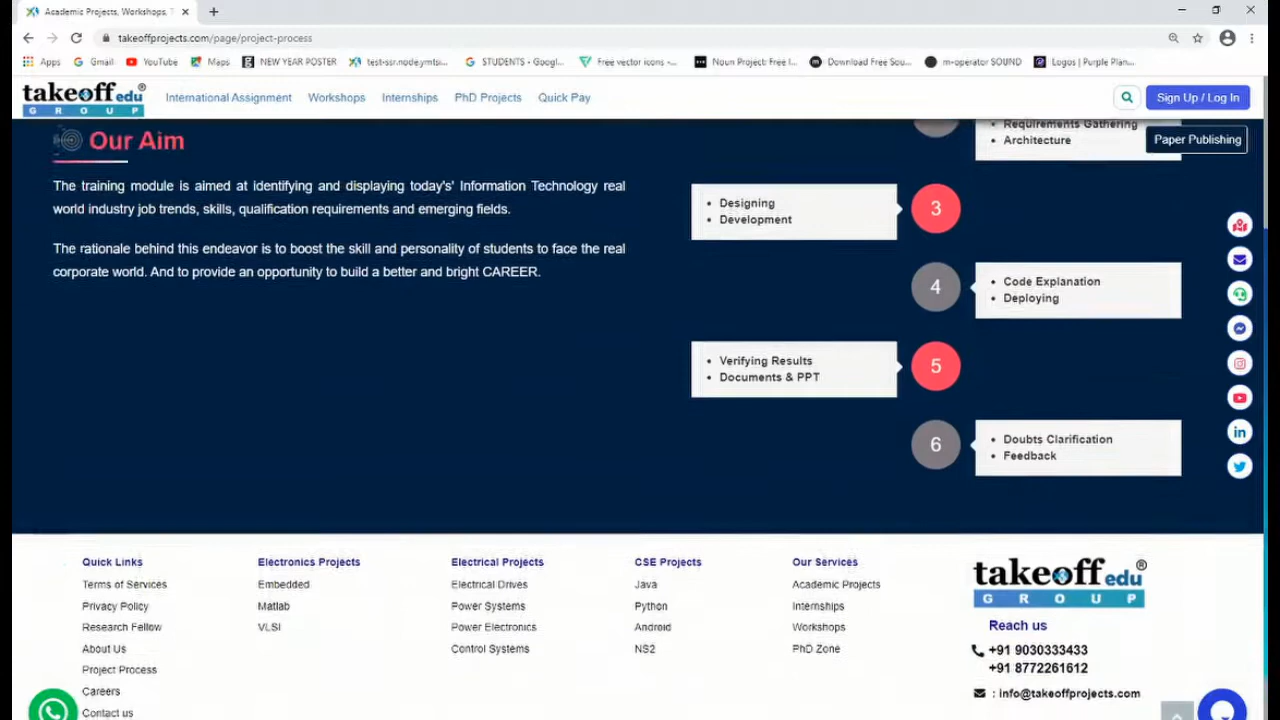 Academic Projects, Workshops, T
takeoffprojects.com/page/project-process
Apps
Gmail
YouTube
Maps
NEW YEAR POSTER
test-ssr.node.ymtsi...
STUDENTS - Googl...
Free vector icons -...
Noun Project: Free I...
Download Free Sou...
m-operator SOUND
Logos | Purple Plan...
takeoff edu®
GROUP
International Assignment
Workshops
Internships
PhD Projects
Quick Pay
Sign Up / Log In
Paper Publishing
Our Aim
The training module is aimed at identifying and displaying today's' Information Technology real
world industry job trends, skills, qualification requirements and emerging fields.
The rationale behind this endeavor is to boost the skill and personality of students to face the real
corporate world. And to provide an opportunity to build a better and bright CAREER.
• Requirements Gathering
• Architecture
• Designing
• Development
3
4
• Code Explanation
• Deploying
• Verifying Results
• Documents & PPT
5
6
• Doubts Clarification
• Feedback
Quick Links
Terms of Services
Privacy Policy
Research Fellow
About Us
Project Process
Careers
Contact us
Electronics Projects
Embedded
Matlab
VLSI
Electrical Projects
Electrical Drives
Power Systems
Power Electronics
Control Systems
CSE Projects
Java
Python
Android
NS2
Our Services
Academic Projects
Internships
Workshops
PhD Zone
takeoff edu®
GROUP
Reach us
+91 9030333433
+91 8772261612
: info@takeoffprojects.com